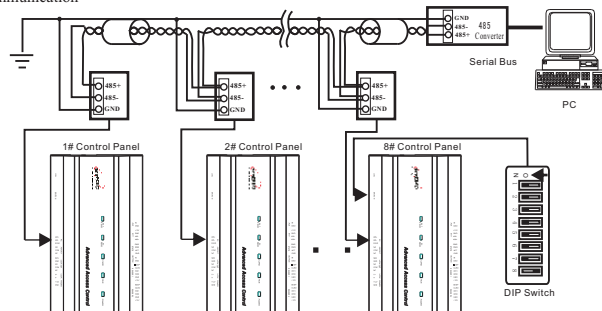 mmunication
GND
485-
485+
485
Converter
Serial Bus
PC
485+
485-
GND
485+
485-
GND
485+
485-
GND
1# Control Panel
2# Control Panel
8# Control Panel
Advanced Access Control
Advanced Access Control
Advanced Access Control
O N
1
2
3
4
5
6
7
8
DIP Switch